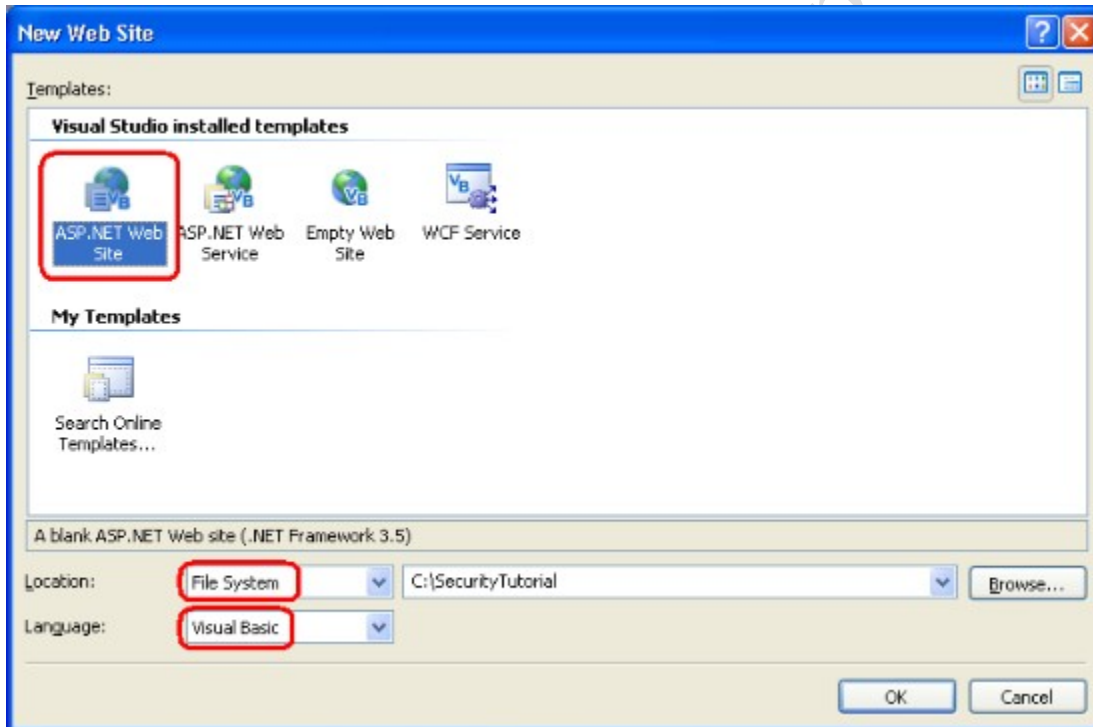 New Web Site
Templates:
Visual Studio installed templates
ASP.NET Web
Site
ASP.NET Web
Service
Empty Web
Site
WCF Service
My Templates
Search Online
Templates...
A blank ASP.NET Web site (.NET Framework 3.5)
Location:
File System
C:\SecurityTutorial
Browse...
Language:
Visual Basic
OK
Cancel